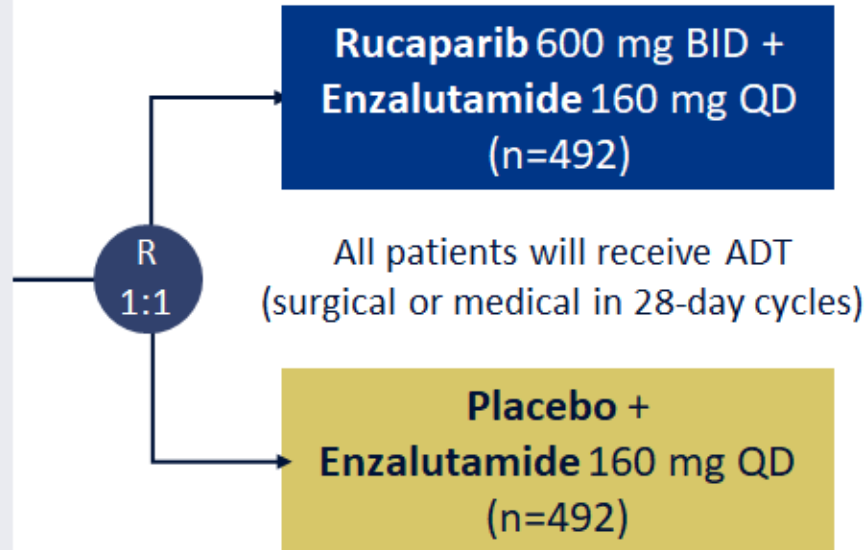 Rucaparib 600 mg BID +
Enzalutamide 160 mg QD
(n=492)
R
1:1
All patients will receive ADT
(surgical or medical in 28-day cycles)
Placebo +
Enzalutamide 160 mg QD
(n=492)